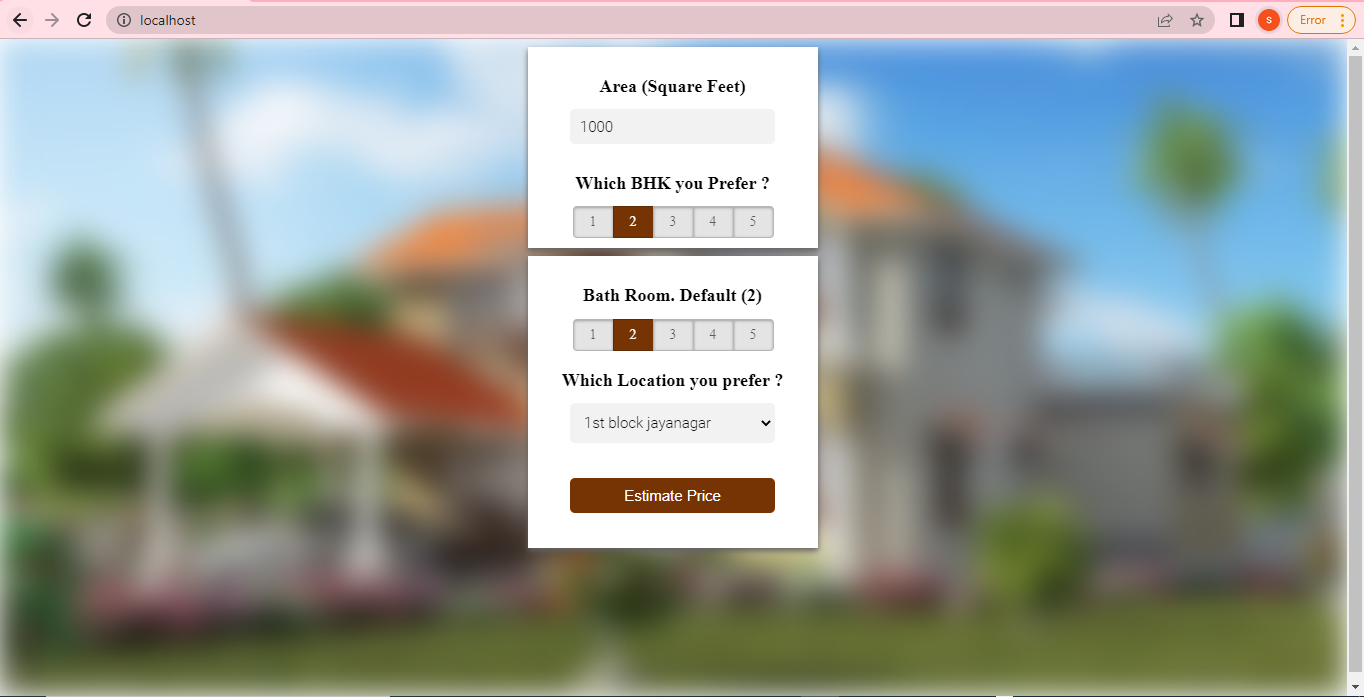 localhost
S
Error
Area (Square Feet)
1000
Which BHK you Prefer ?
1 2 3 4 5
Bath Room. Default (2)
1 2 3 4 5
Which Location you prefer ?
1st block jayanagar
Estimate Price